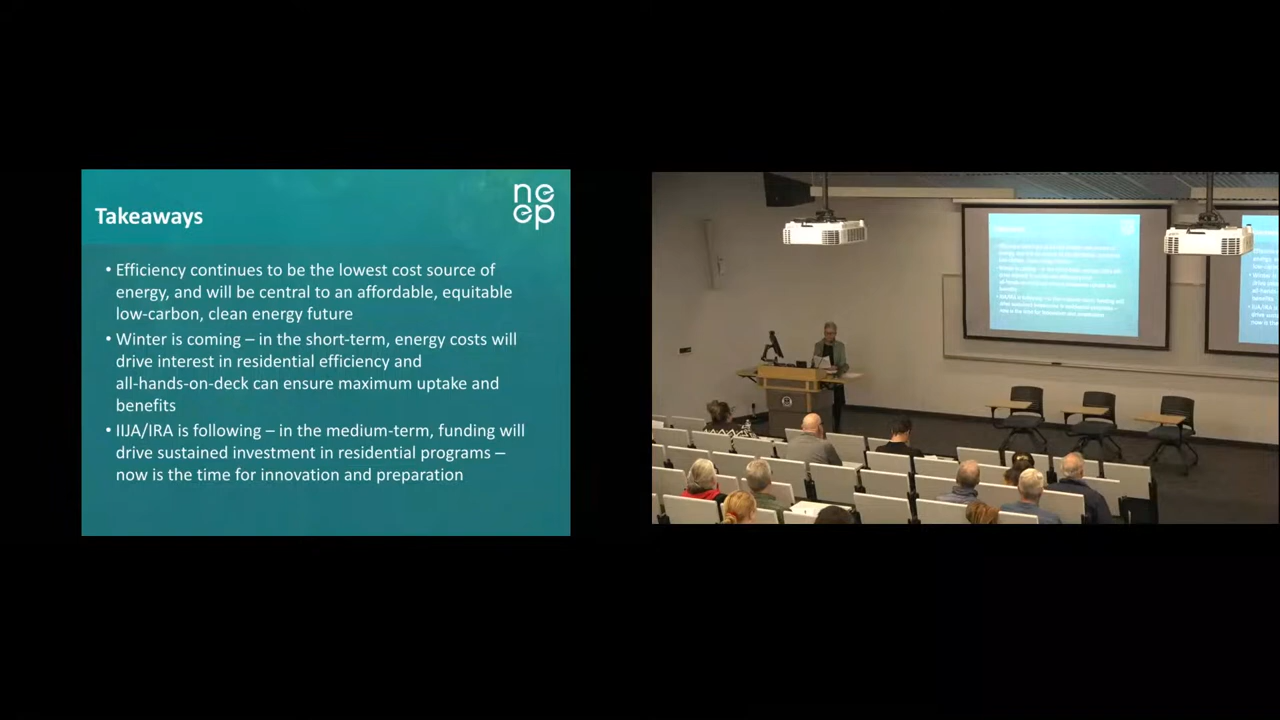 ne
ep
Takeaways
• Efficiency continues to be the lowest cost source of
energy, and will be central to an affordable, equitable
low-carbon, clean energy future
• Winter is coming – in the short-term, energy costs will
drive interest in residential efficiency and
all-hands-on-deck can ensure maximum uptake and
benefits
• IIJA/IRA is following – in the medium-term, funding will
drive sustained investment in residential programs –
now is the time for innovation and preparation